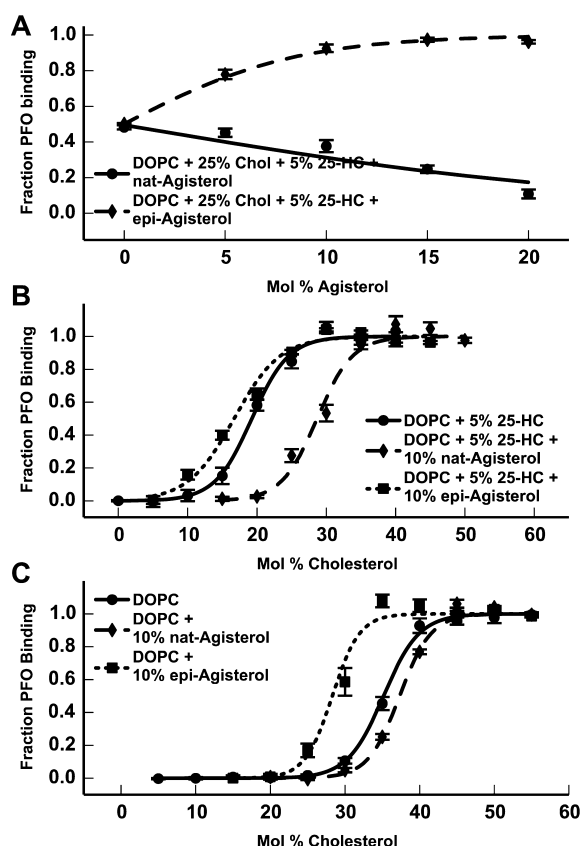 A
1.0
0.8
0.6
0.4
0.2
0.0
Fraction PFO binding
DOPC + 25% Chol + 5% 25-HC +
nat-Agisterol
DOPC + 25% Chol + 5% 25-HC +
epi-Agisterol
0 5 10 15 20
Mol % Agisterol
B
1.0
0.8
0.6
0.4
0.2
0.0
Fraction PFO Binding
DOPC + 5% 25-HC
DOPC + 5% 25-HC +
10% nat-Agisterol
DOPC + 5% 25-HC +
10% epi-Agisterol
0 10 20 30 40 50 60
Mol % Cholesterol
C
1.0
0.8
0.6
0.4
0.2
0.0
Fraction PFO Binding
DOPC
DOPC +
10% nat-Agisterol
DOPC +
10% epi-Agisterol
0 10 20 30 40 50 60
Mol % Cholesterol